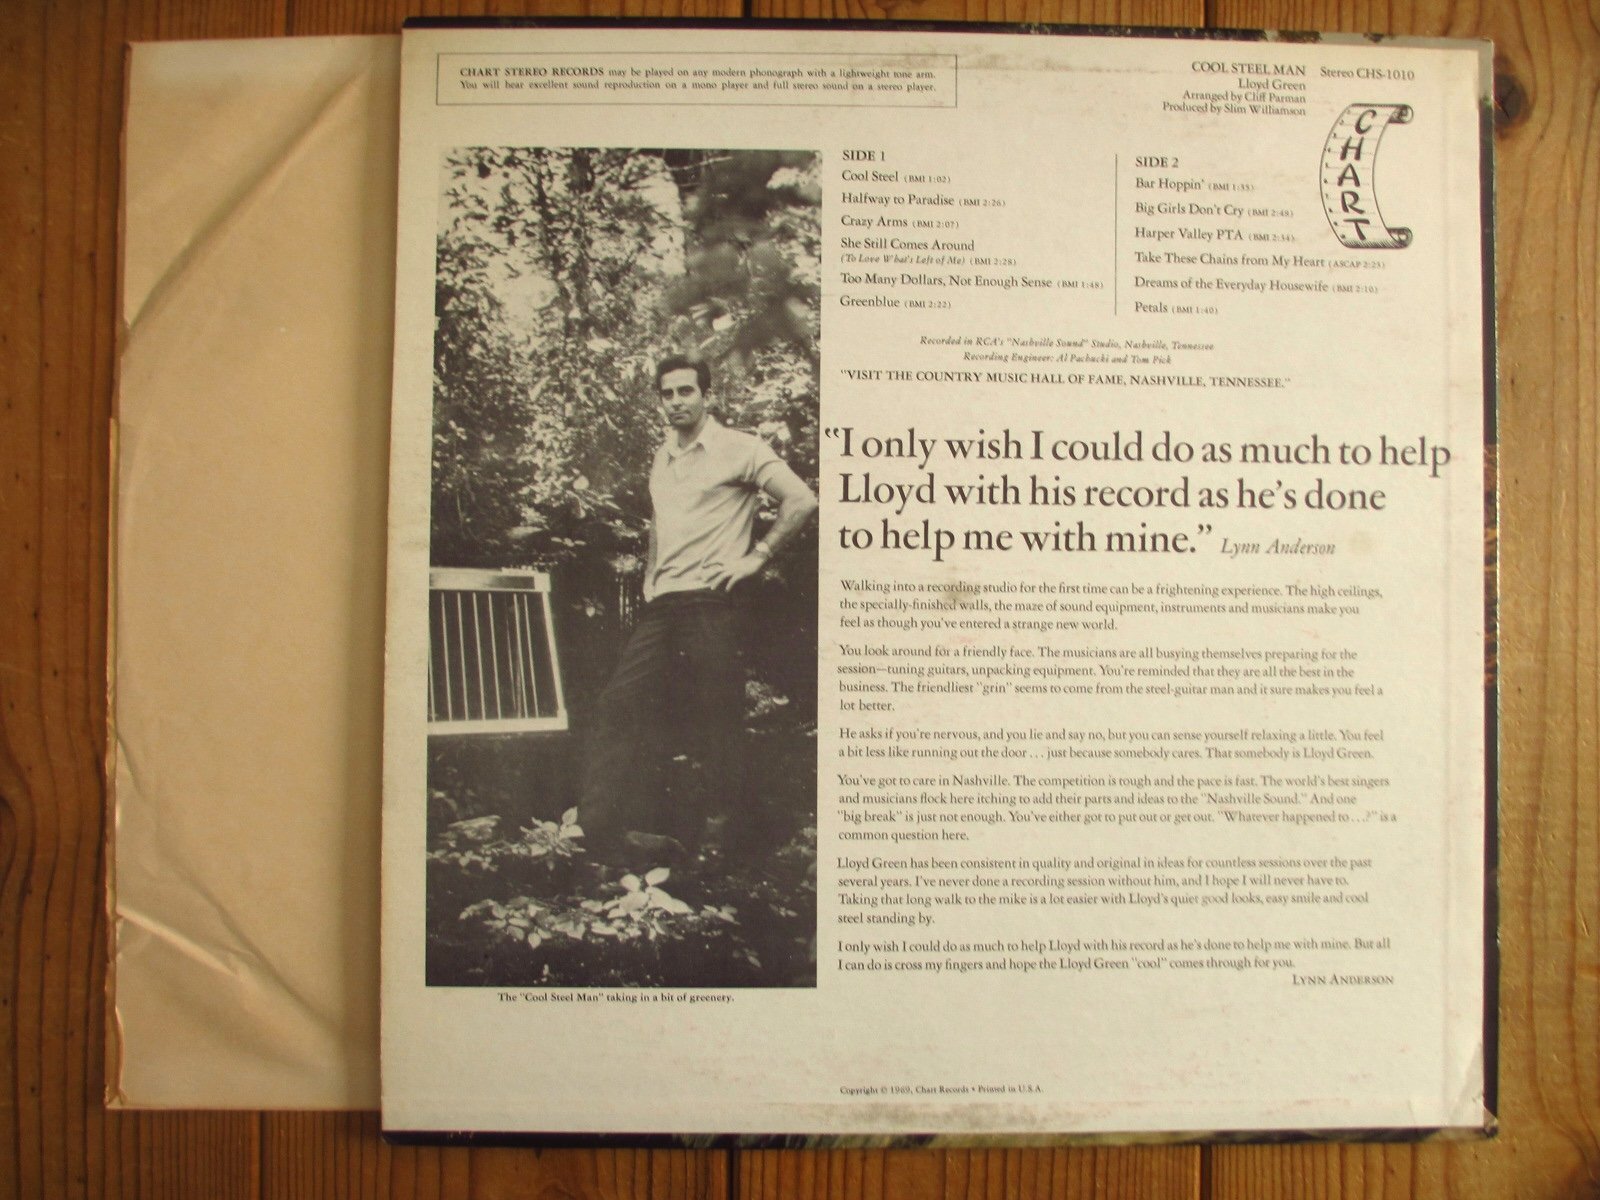 CHART STEREO RECORDS may be played on any modern phonograph with a lightweight tone arm.
You will hear excellent sound reproduction on a mono player and full stereo sound on a stereo player.
COOL STEEL MAN Stereo CHS-1010
Lloyd Green
Arranged by Cliff Parman
Produced by Slim Williamson
CHART
SIDE 1
Cool Steel (BMI 1:02)
Halfway to Paradise (BMI 2:26)
Crazy Arms (BMI 2:07)
She Still Comes Around
(To Love What's Left of Me) (BMI 2:28)
Too Many Dollars, Not Enough Sense (BMI 1:48)
Greenblue (BMI 2:22)
SIDE 2
Bar Hoppin' (BMI 1:55)
Big Girls Don't Cry (BMI 2:48)
Harper Valley PTA (BMI 2:54)
Take These Chains from My Heart (ASCAP 2:25)
Dreams of the Everyday Housewife (BMI 2:10)
Petals (BMI 1:40)
Recorded in RCA's "Nashville Sound" Studio, Nashville, Tennessee
Recording Engineer: Al Pachucki and Tom Pick
"VISIT THE COUNTRY MUSIC HALL OF FAME, NASHVILLE, TENNESSEE."
"I only wish I could do as much to help
Lloyd with his record as he's done
to help me with mine." Lynn Anderson
Walking into a recording studio for the first time can be a frightening experience. The high ceilings,
the specially-finished walls, the maze of sound equipment, instruments and musicians make you
feel as though you've entered a strange new world.
You look around for a friendly face. The musicians are all busying themselves preparing for the
session—tuning guitars, unpacking equipment. You're reminded that they are all the best in the
business. The friendliest "grin" seems to come from the steel-guitar man and it sure makes you feel a
lot better.
He asks if you're nervous, and you lie and say no, but you can sense yourself relaxing a little. You feel
a bit less like running out the door . . . just because somebody cares. That somebody is Lloyd Green.
You've got to care in Nashville. The competition is tough and the pace is fast. The world's best singers
and musicians flock here itching to add their parts and ideas to the "Nashville Sound." And one
"big break" is just not enough. You've either got to put out or get out. "Whatever happened to . . .?" is a
common question here.
Lloyd Green has been consistent in quality and original in ideas for countless sessions over the past
several years. I've never done a recording session without him, and I hope I will never have to.
Taking that long walk to the mike is a lot easier with Lloyd's quiet good looks, easy smile and cool
steel standing by.
I only wish I could do as much to help Lloyd with his record as he's done to help me with mine. But all
I can do is cross my fingers and hope the Lloyd Green "cool" comes through for you.
LYNN ANDERSON
The "Cool Steel Man" taking in a bit of greenery.
Copyright © 1969, Chart Records • Printed in U.S.A.